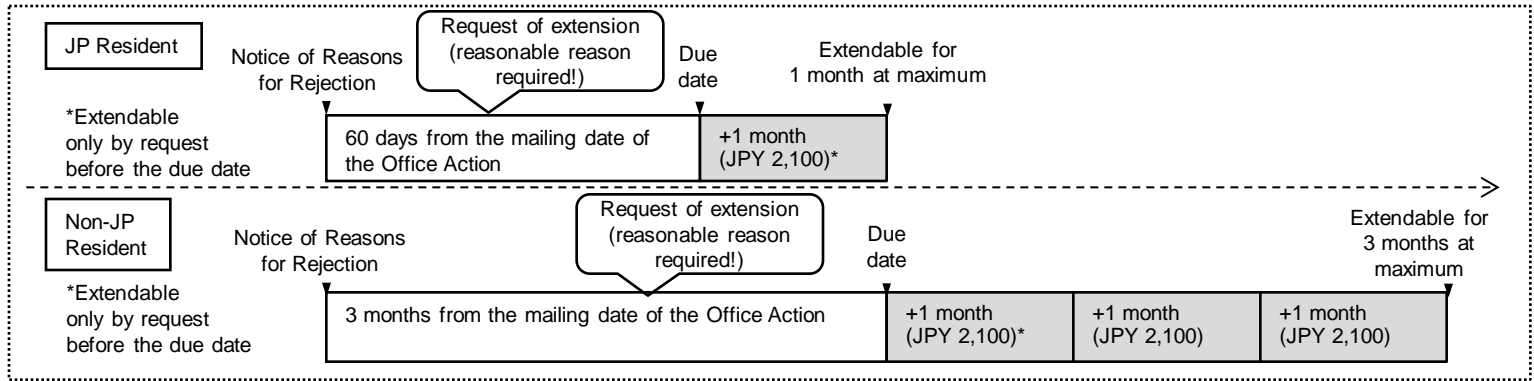 JP Resident
Notice of Reasons
for Rejection
Request of extension
(reasonable reason
required!)
Due
date
Extendable for
1 month at maximum
*Extendable
only by request
before the due date
60 days from the mailing date of
the Office Action
+1 month
(JPY 2,100)*
Non-JP
Resident
Notice of Reasons
for Rejection
Request of extension
(reasonable reason
required!)
Due
date
Extendable for
3 months at
maximum
*Extendable
only by request
before the due date
3 months from the mailing date of the Office Action
+1 month
(JPY 2,100)*
+1 month
(JPY 2,100)
+1 month
(JPY 2,100)